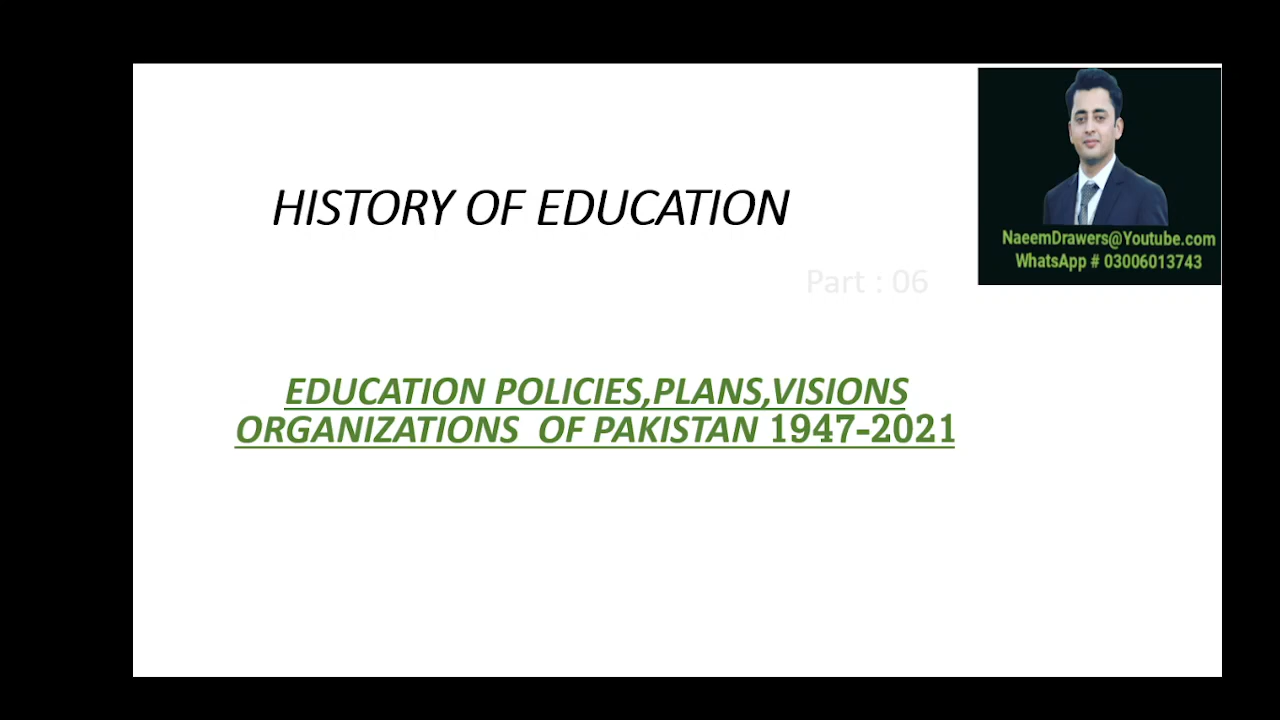 HISTORY OF EDUCATION
NaeemDrawers@Youtube.com
WhatsApp # 03006013743
Part : 06
EDUCATION POLICIES,PLANS,VISIONS
ORGANIZATIONS  OF PAKISTAN 1947-2021